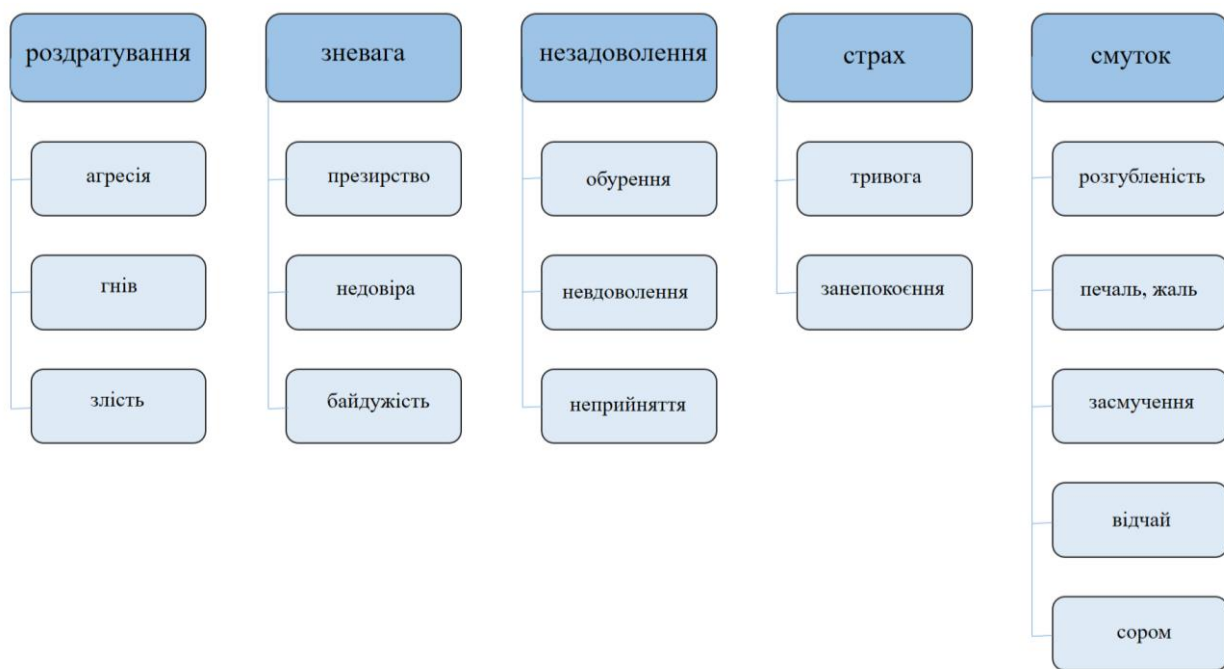 роздратування
зневага
незадоволення
страх
смуток
агресія
презирство
обурення
тривога
розгубленість
гнів
недовіра
невдоволення
занепокоєння
печаль, жаль
злість
байдужість
неприйняття
засмучення
відчай
сором